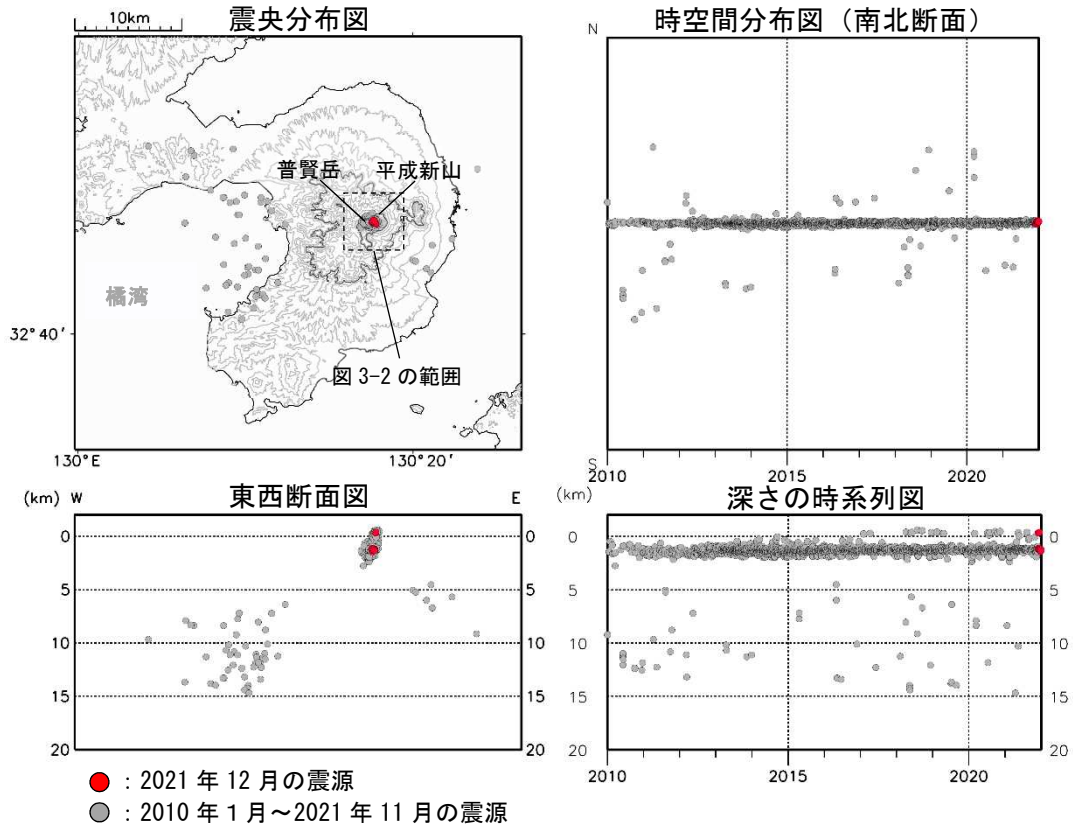 10km
震央分布図
普賢岳
平成新山
橘湾
32°40′
図 3-2 の範囲
130°E
130°20′
時空間分布図（南北断面）
N
S
2010
2015
2020
東西断面図
(km) W
E
0
0
5
5
10
10
15
15
20
20
深さの時系列図
(km)
0
0
5
5
10
10
15
15
20
20
2010
2015
2020
：2021 年 12 月の震源
：2010 年 1 月～2021 年 11 月の震源